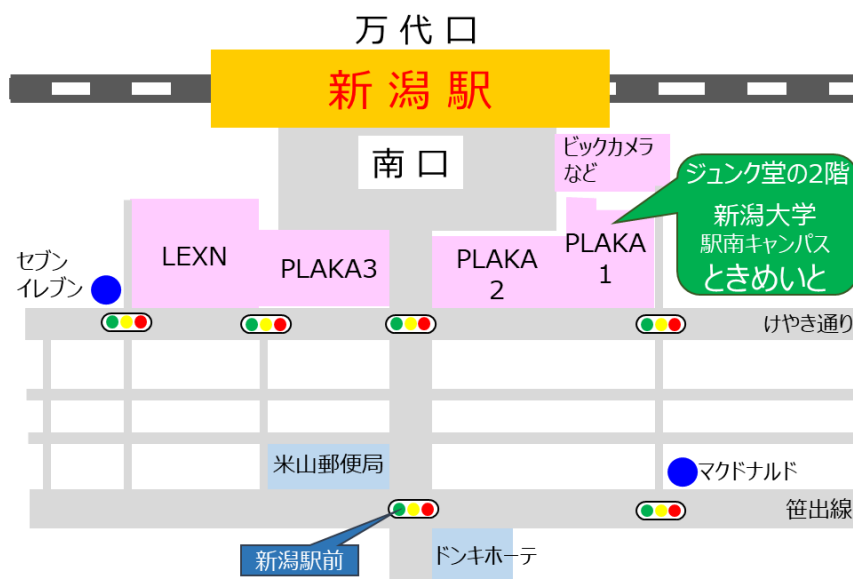 万代口
新潟駅
南口
ビックカメラ
など
ジュンク堂の2階
新潟大学
駅南キャンパス
ときめいと
LEXN
PLAKA3
PLAKA
2
PLAKA
1
セブン
イレブン
けやき通り
米山郵便局
マクドナルド
笹出線
新潟駅前
ドンキホーテ